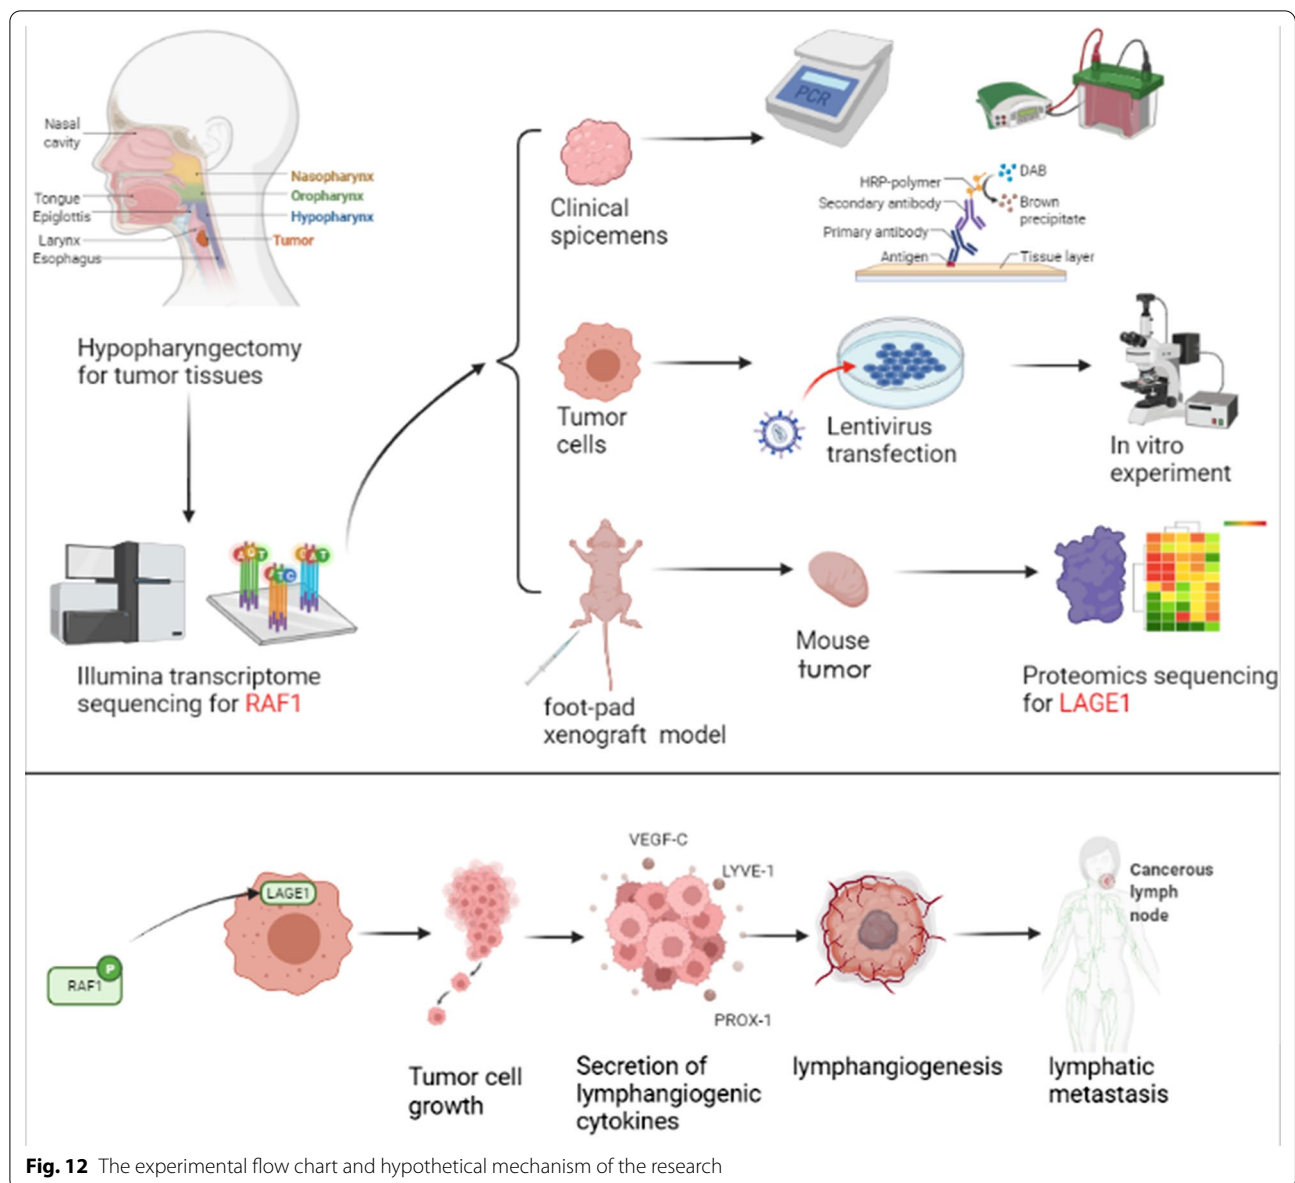 Nasal
cavity
Tongue
Epiglottis
Larynx
Esophagus
Nasopharynx
Oropharynx
Hypopharynx
Tumor
Hypopharyngectomy
for tumor tissues
A G T
A T C
G A T
Illumina transcriptome
sequencing for RAF1
Clinical
spicemens
PCR
HRP-polymer
Secondary antibody
Primary antibody
Antigen
DAB
Brown
precipitate
Tissue layer
Tumor
cells
Lentivirus
transfection
In vitro
experiment
foot-pad
xenograft model
Mouse
tumor
Proteomics sequencing
for LAGE1
P
RAF1
LAGE1
Tumor cell
growth
VEGF-C
LYVE-1
PROX-1
Secretion of
lymphangiogenic
cytokines
lymphangiogenesis
Cancerous
lymph
node
lymphatic
metastasis
Fig. 12 The experimental flow chart and hypothetical mechanism of the research